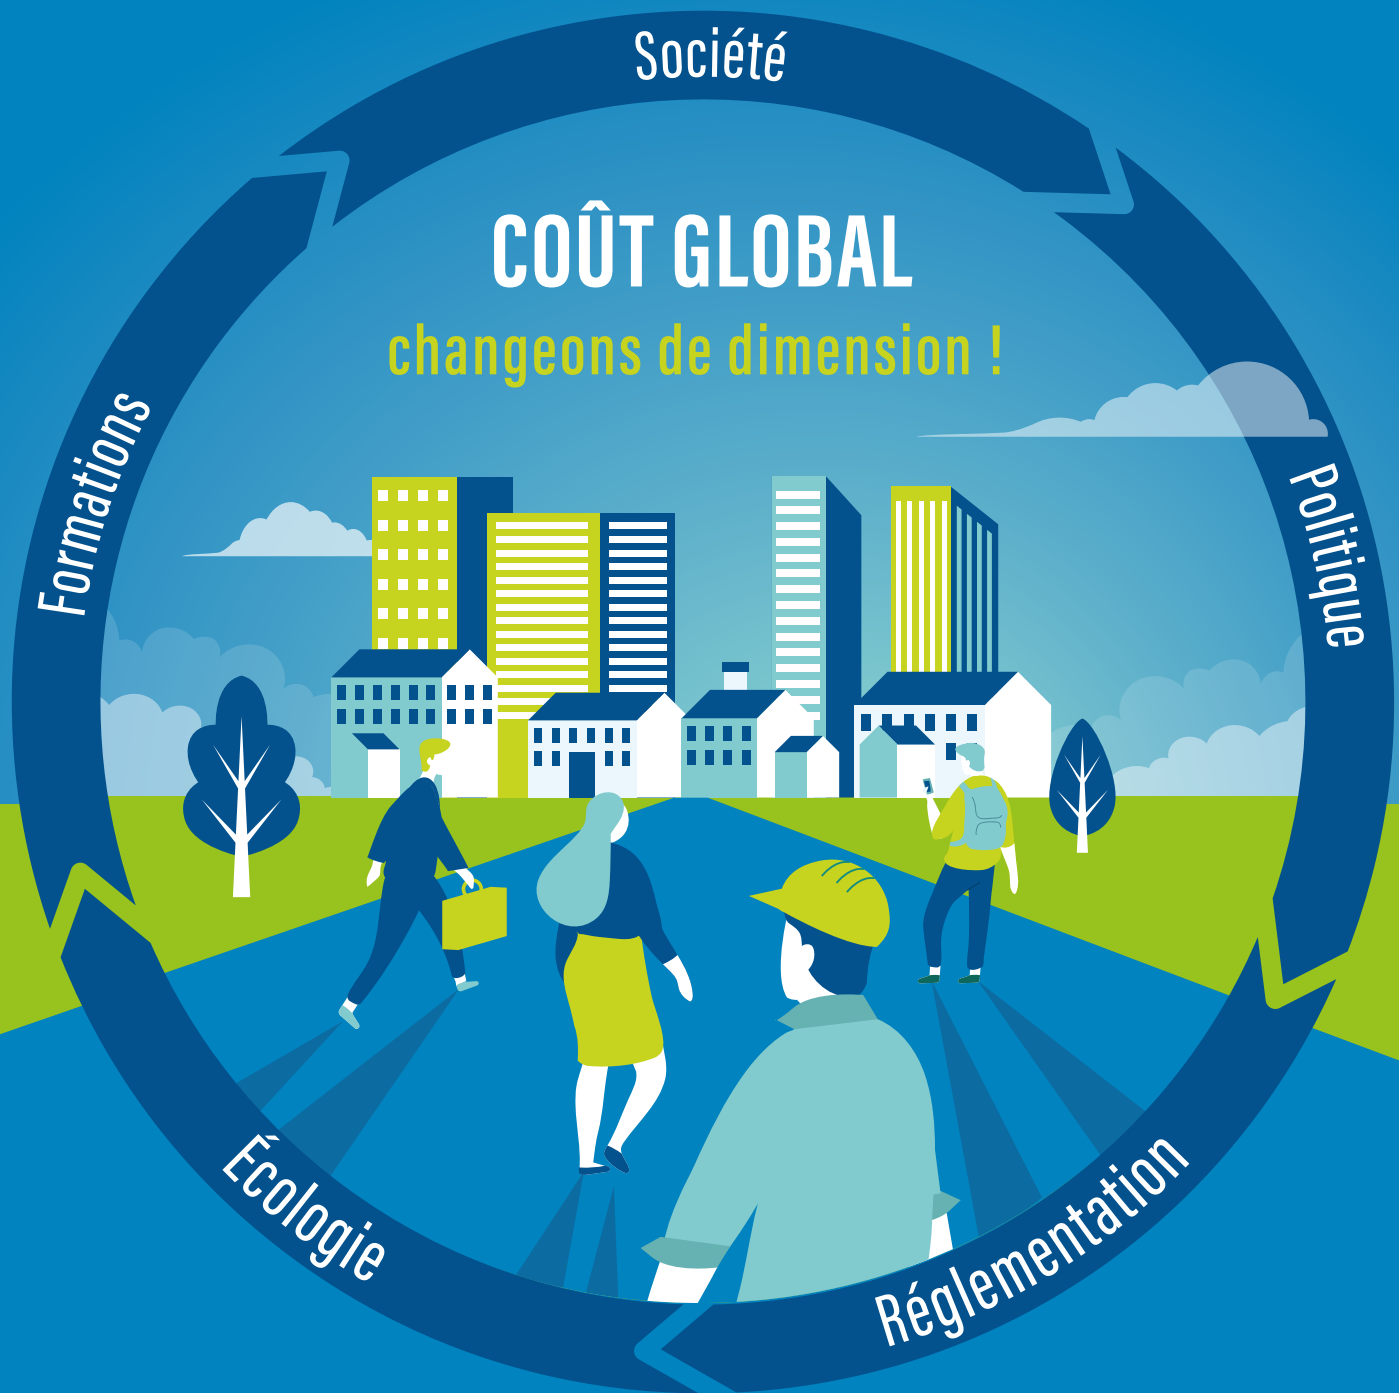 Société
COÛT GLOBAL
changeons de dimension !
Politique
Réglementation
Écologie
Formations